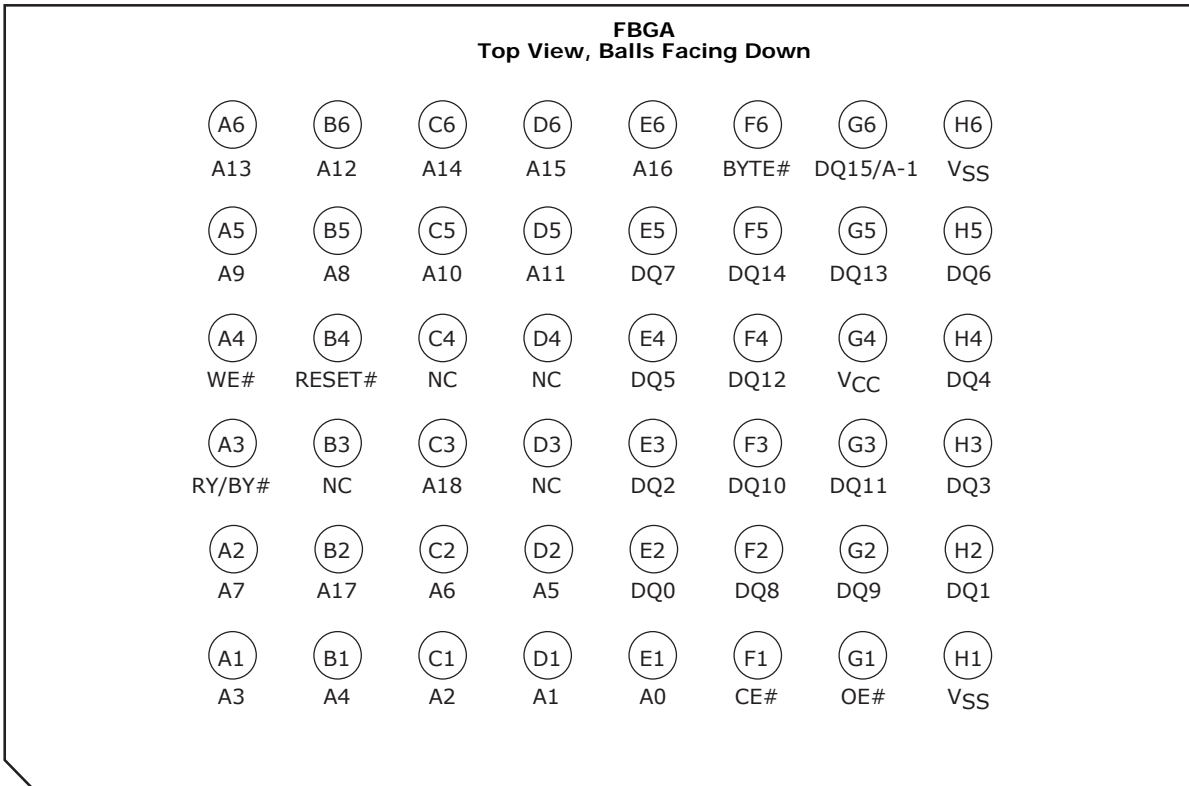 FBGA
Top View, Balls Facing Down
A6 B6 C6 D6 E6 F6 G6 H6
A13 A12 A14 A15 A16 BYTE# DQ15/A-1 VSS
A5 B5 C5 D5 E5 F5 G5 H5
A9 A8 A10 A11 DQ7 DQ14 DQ13 DQ6
A4 B4 C4 D4 E4 F4 G4 H4
WE# RESET# NC NC DQ5 DQ12 VCC DQ4
A3 B3 C3 D3 E3 F3 G3 H3
RY/BY# NC A18 NC DQ2 DQ10 DQ11 DQ3
A2 B2 C2 D2 E2 F2 G2 H2
A7 A17 A6 A5 DQ0 DQ8 DQ9 DQ1
A1 B1 C1 D1 E1 F1 G1 H1
A3 A4 A2 A1 A0 CE# OE# VSS